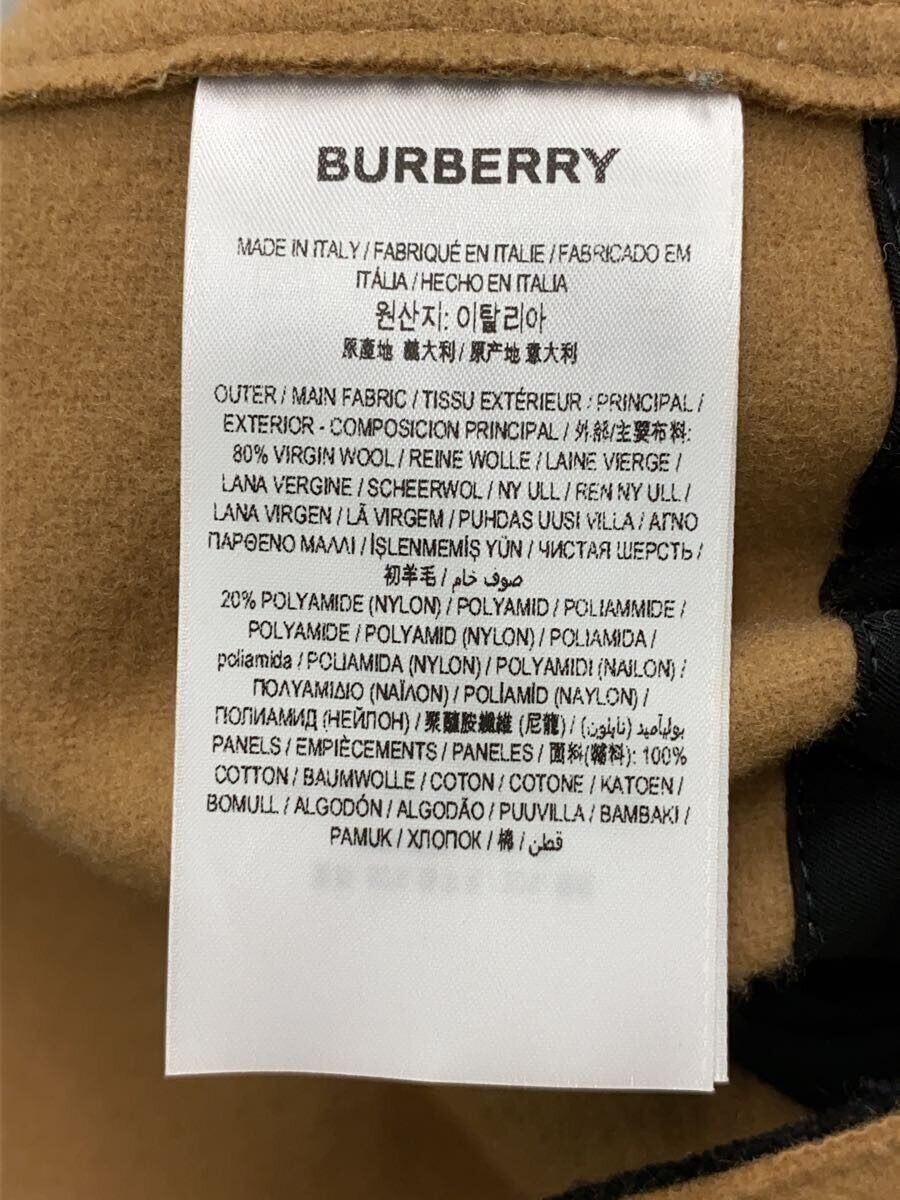 BURBERRY
MADE IN ITALY / FABRIQUÉ EN ITALIE / FABRICADO EM
ITÁLIA / HECHO EN ITALIA
원산지: 이탈리아
原產地 義大利 / 原产地 意大利
OUTER / MAIN FABRIC / TISSU EXTÉRIEUR / PRINCIPAL /
EXTERIOR - COMPOSICION PRINCIPAL / 外部/主要布料:
80% VIRGIN WOOL / REINE WOLLE / LAINE VIERGE /
LANA VERGINE / SCHEERWOL / NY ULL / REN NY ULL /
LANA VIRGEN / LÃ VIRGEM / PUHDAS UUSI VILLA / ΑΓΝΟ
ΠΑΡΘΕΝΟ ΜΑΛΛΙ / İŞLENMEMİŞ YÜN / ЧИСТАЯ ШЕРСТЬ /
初羊毛 / صوف خام
20% POLYAMIDE (NYLON) / POLYAMID / POLIAMMIDE /
POLYAMIDE / POLYAMID (NYLON) / POLIAMIDA /
poliamida / POLIAMIDA (NYLON) / POLYAMIDI (NAILON) /
ΠΟΛΥΑΜΙΔΙΟ (ΝΑΪΛΟΝ) / POLİAMİD (NAYLON) /
ПОЛИАМИД (НЕЙЛОН) / 聚醯胺纖維 (尼龍) / بوليأميد (نايلون)
PANELS / EMPIÈCEMENTS / PANELES / 面料(輔料): 100%
COTTON / BAUMWOLLE / COTON / COTONE / KATOEN /
BOMULL / ALGODÓN / ALGODÃO / PUUVILLA / ΒΑΜΒΑΚΙ /
PAMUK / ХЛОПОК / 棉 / قطن